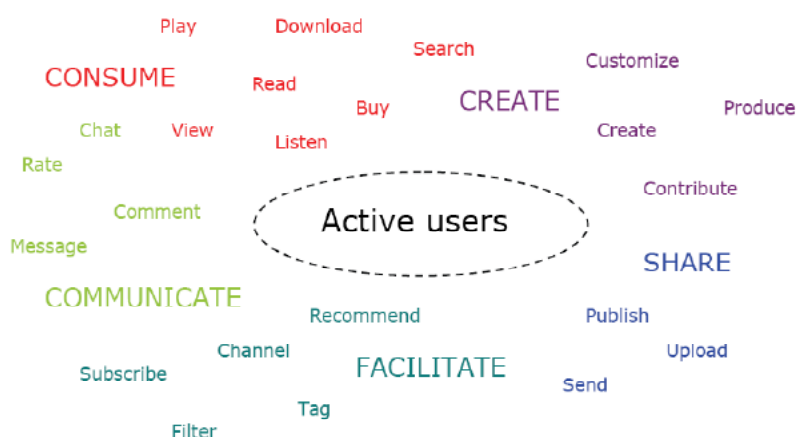 Play
Download
Search
Customize
CONSUME
Read
CREATE
Buy
Produce
Chat
View
Listen
Create
Rate
Contribute
Comment
Active users
Message
SHARE
COMMUNICATE
Recommend
Publish
Channel
Upload
Subscribe
FACILITATE
Send
Tag
Filter